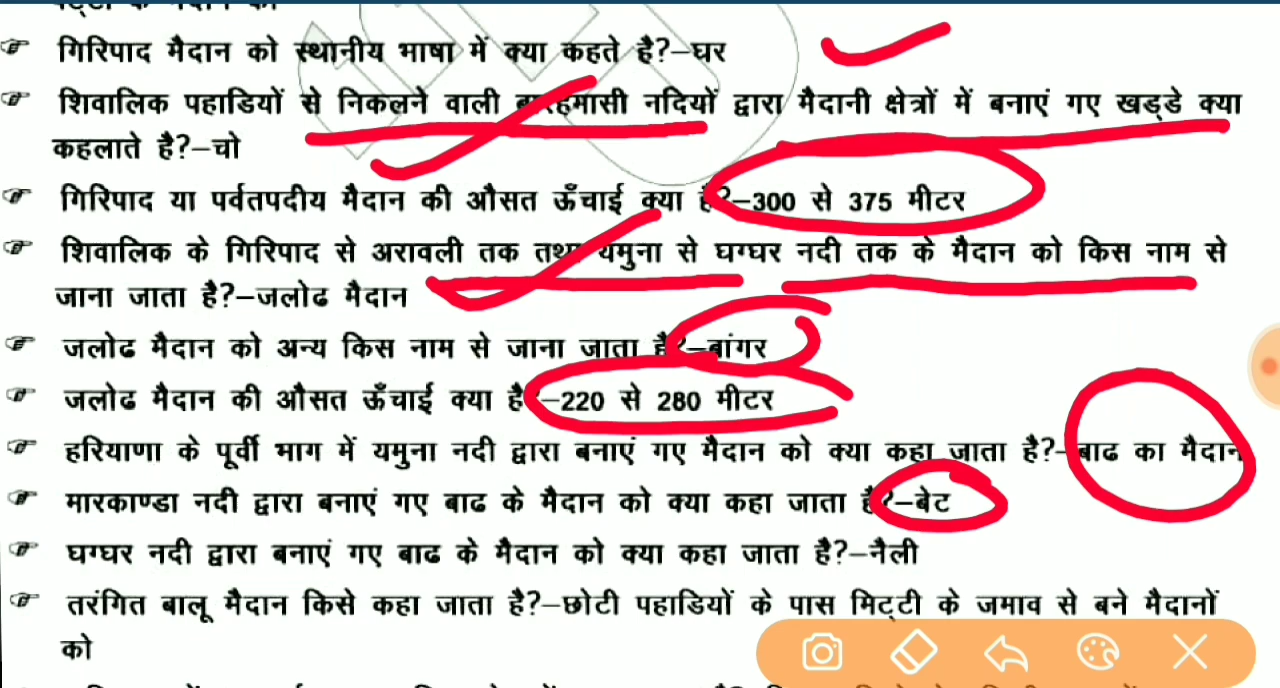 गिरिपाद मैदान को स्थानीय भाषा में क्या कहते है?–घर
शिवालिक पहाडियों से निकलने वाली बारहमासी नदियों द्वारा मैदानी क्षेत्रों में बनाएं गए खड्डे क्या
कहलाते है?–चो
गिरिपाद या पर्वतपदीय मैदान की औसत ऊँचाई क्या है?–300 से 375 मीटर
शिवालिक के गिरिपाद से अरावली तक तथा यमुना से घग्घर नदी तक के मैदान को किस नाम से
जाना जाता है?–जलोढ मैदान
जलोढ मैदान को अन्य किस नाम से जाना जाता है?–बांगर
जलोढ मैदान की औसत ऊँचाई क्या है?–220 से 280 मीटर
हरियाणा के पूर्वी भाग में यमुना नदी द्वारा बनाएं गए मैदान को क्या कहा जाता है?–बाढ का मैदान
मारकाण्डा नदी द्वारा बनाएं गए बाढ के मैदान को क्या कहा जाता है?–बेट
घग्घर नदी द्वारा बनाएं गए बाढ के मैदान को क्या कहा जाता है?–नैली
तरंगित बालू मैदान किसे कहा जाता है?–छोटी पहाडियों के पास मिट्टी के जमाव से बने मैदानों
को